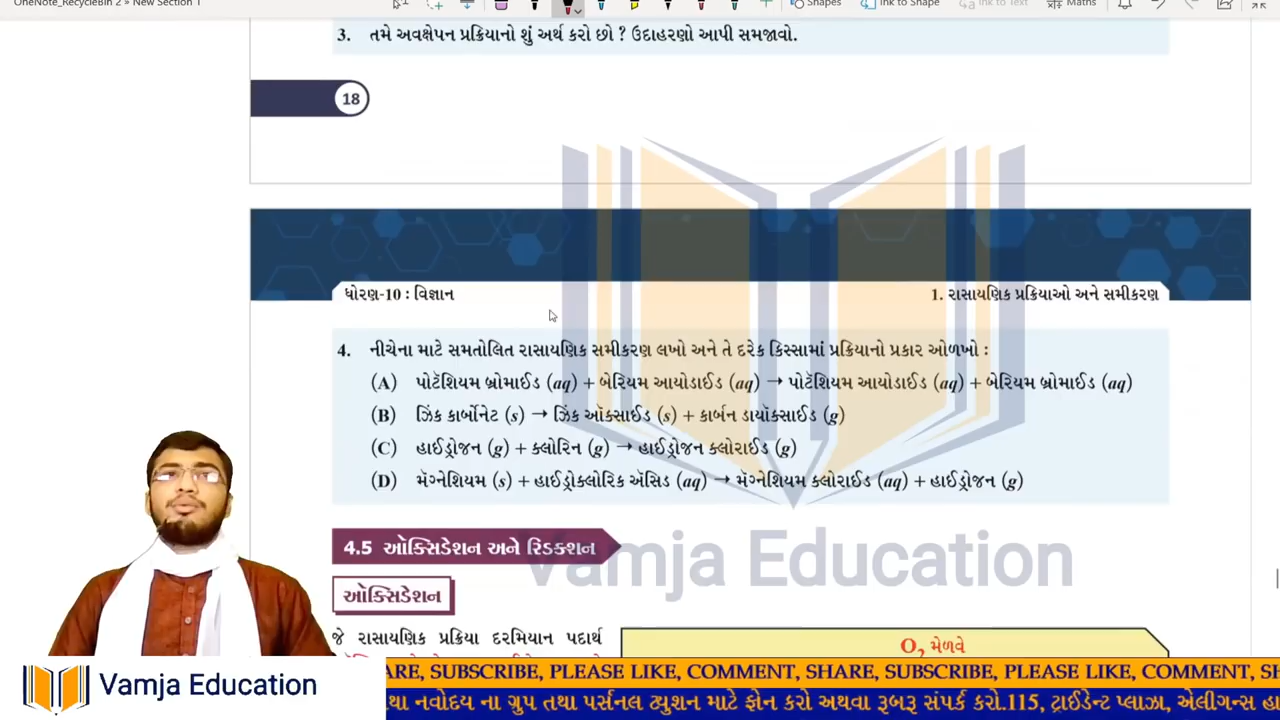 OneNote_RecycleBin 2 » New Section 1
Shapes
Ink to Shape
Ink to Text
Maths
3. તમે અવક્ષેપન પ્રક્રિયાનો શું અર્થ કરો છો ? ઉદાહરણો આપી સમજાવો.
18
ધોરણ-10 : વિજ્ઞાન
1. રાસાયણિક પ્રક્રિયાઓ અને સમીકરણ
4. નીચેના માટે સમતોલિત રાસાયણિક સમીકરણ લખો અને તે દરેક કિસ્સામાં પ્રક્રિયાનો પ્રકાર ઓળખો :
(A) પોટૅશિયમ બ્રોમાઈડ (aq) + બેરિયમ આયોડાઈડ (aq) → પોટૅશિયમ આયોડાઈડ (aq) + બેરિયમ બ્રોમાઈડ (aq)
(B) ઝિંક કાર્બોનેટ (s) → ઝિંક ઑક્સાઈડ (s) + કાર્બન ડાયૉક્સાઈડ (g)
(C) હાઈડ્રોજન (g) + ક્લોરિન (g) → હાઈડ્રોજન ક્લોરાઈડ (g)
(D) મૅગ્નેશિયમ (s) + હાઈડ્રોક્લોરિક ઍસિડ (aq) → મૅગ્નેશિયમ ક્લોરાઈડ (aq) + હાઈડ્રોજન (g)
4.5 ઓક્સિડેશન અને રિડક્શન
Vamja Education
ઓક્સિડેશન
જે રાસાયણિક પ્રક્રિયા દરમિયાન પદાર્થ
O₂ મેળવે
Vamja Education
ARE, SUBSCRIBE, PLEASE LIKE, COMMENT, SHARE, SUBSCRIBE, PLEASE LIKE, COMMENT, SH
થા નવોદય ના ગ્રુપ તથા પર્સનલ ટ્યુશન માટે ફોન કરો અથવા રૂબરૂ સંપર્ક કરો.115, ટ્રાઈડેન્ટ પ્લાઝા, એલીગન્સ હા